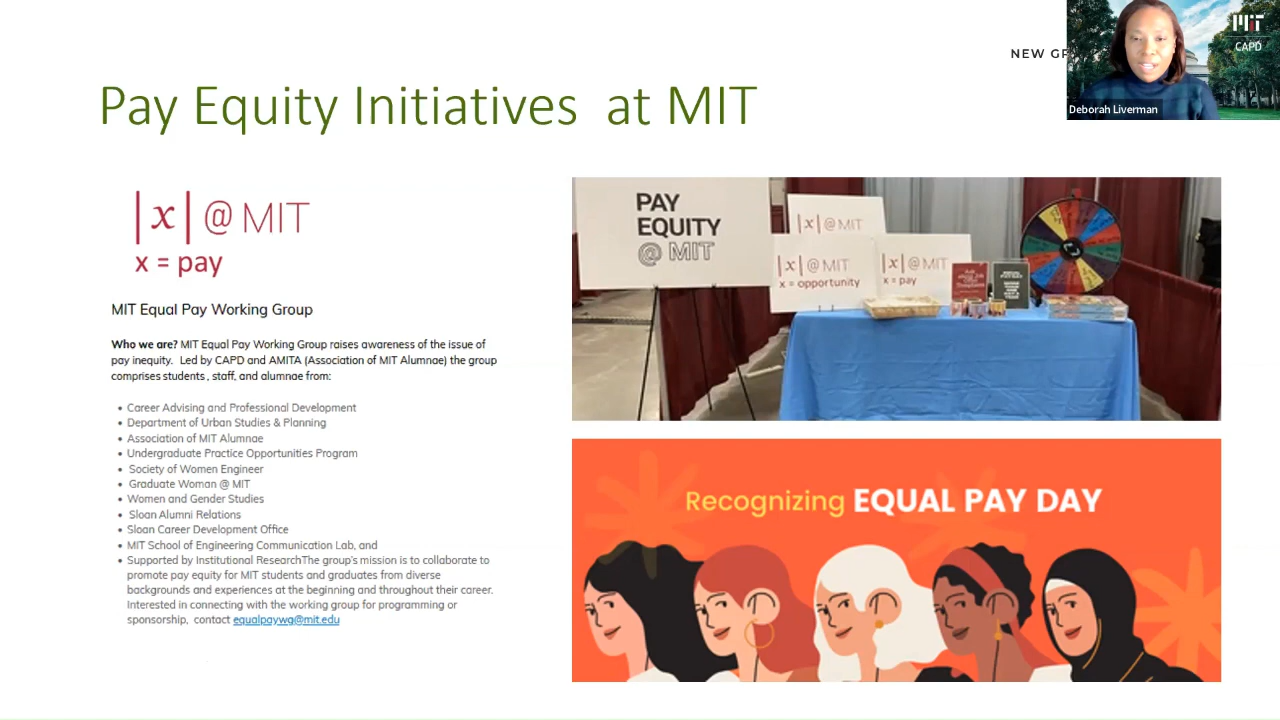 NEW GR
MiT
CAPD
Deborah Liverman
Pay Equity Initiatives at MIT
|x| @ MIT
x = pay
MIT Equal Pay Working Group
Who we are? MIT Equal Pay Working Group raises awareness of the issue of
pay inequity. Led by CAPD and AMITA (Association of MIT Alumnae) the group
comprises students, staff, and alumnae from:
• Career Advising and Professional Development
• Department of Urban Studies & Planning
• Association of MIT Alumnae
• Undergraduate Practice Opportunities Program
• Society of Women Engineer
• Graduate Woman @ MIT
• Women and Gender Studies
• Sloan Alumni Relations
• Sloan Career Development Office
• MIT School of Engineering Communication Lab, and
• Supported by Institutional ResearchThe group's mission is to collaborate to
promote pay equity for MIT students and graduates from diverse
backgrounds and experiences at the beginning and throughout their career.
Interested in connecting with the working group for programming or
sponsorship, contact equalpaywg@mit.edu
PAY
EQUITY
@ MIT
|x| @ MIT
|x| @ MIT
x = opportunity
|x| @ MIT
x = pay
Recognizing EQUAL PAY DAY